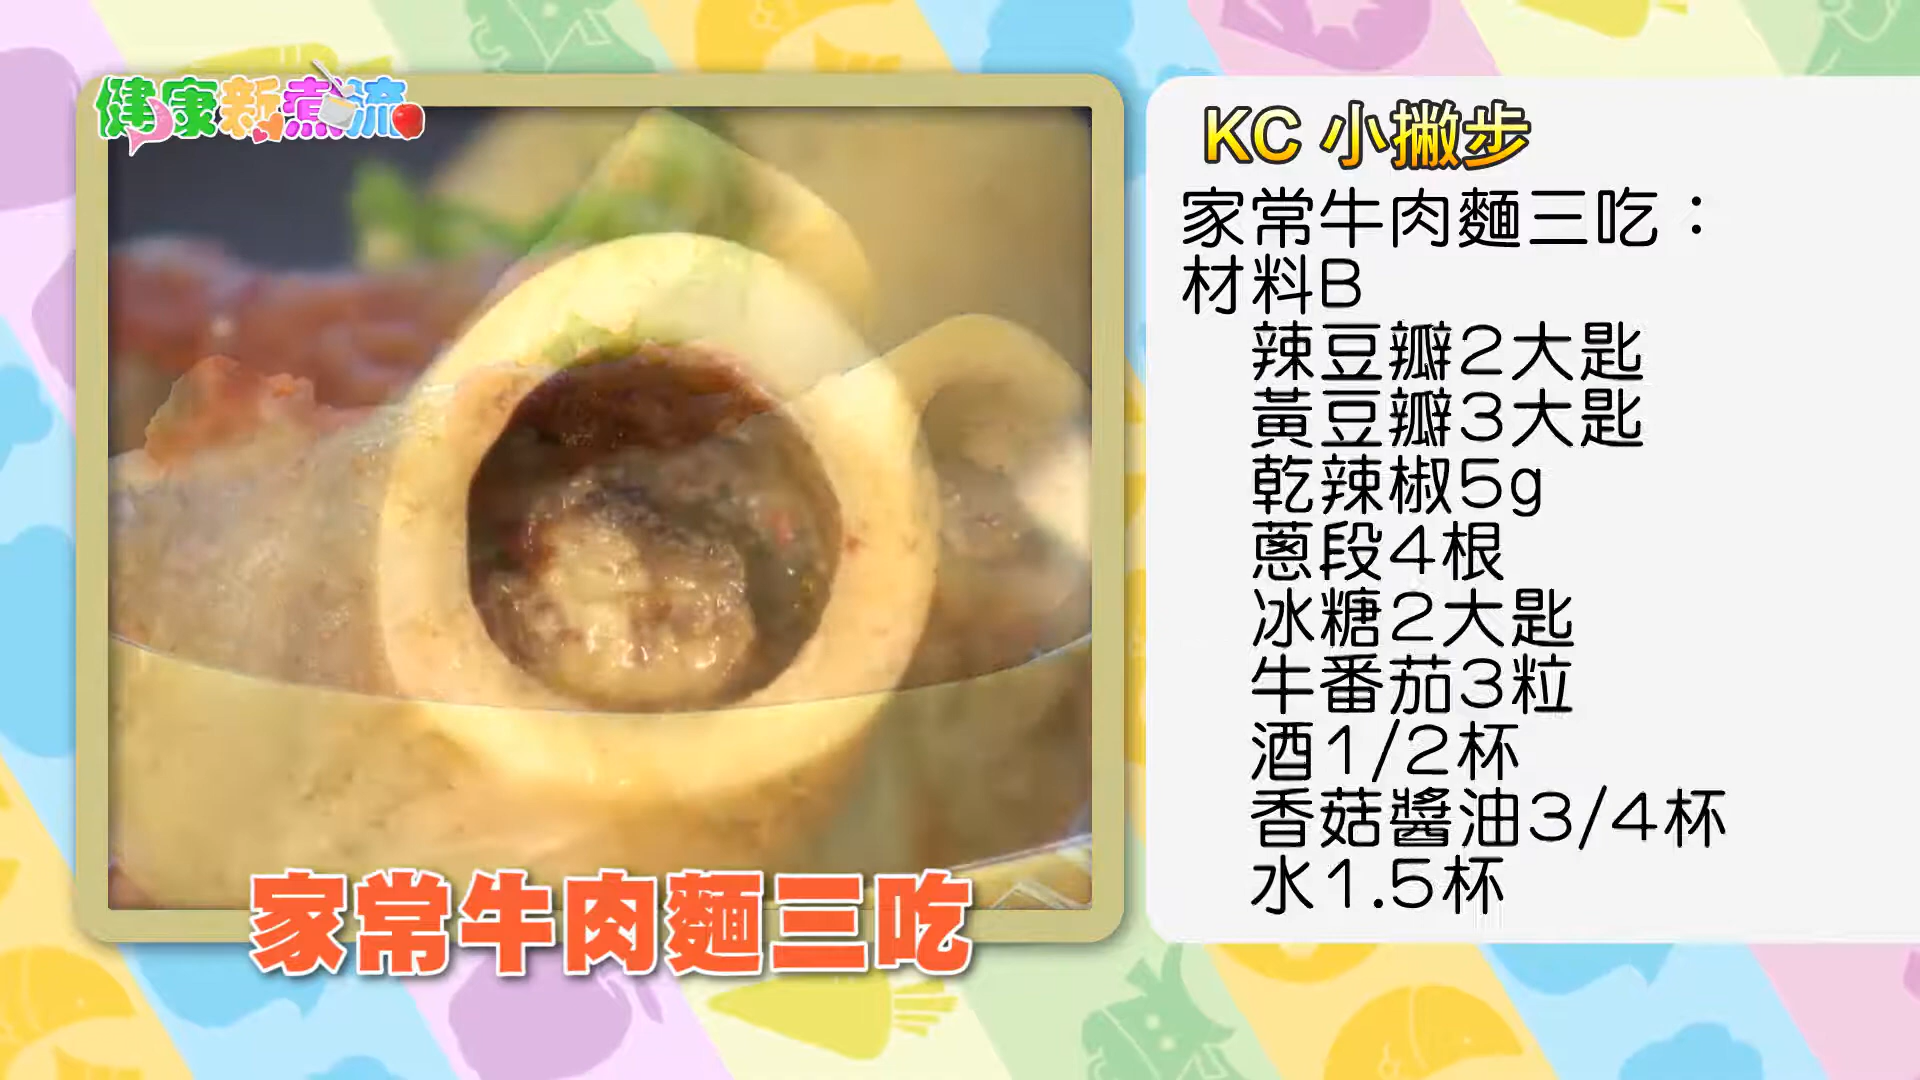 健康新煮流
KC 小撇步
家常牛肉麵三吃：
材料B
辣豆瓣2大匙
黃豆瓣3大匙
乾辣椒5g
蔥段4根
冰糖2大匙
牛番茄3粒
酒1/2杯
香菇醬油3/4杯
水1.5杯
家常牛肉麵三吃